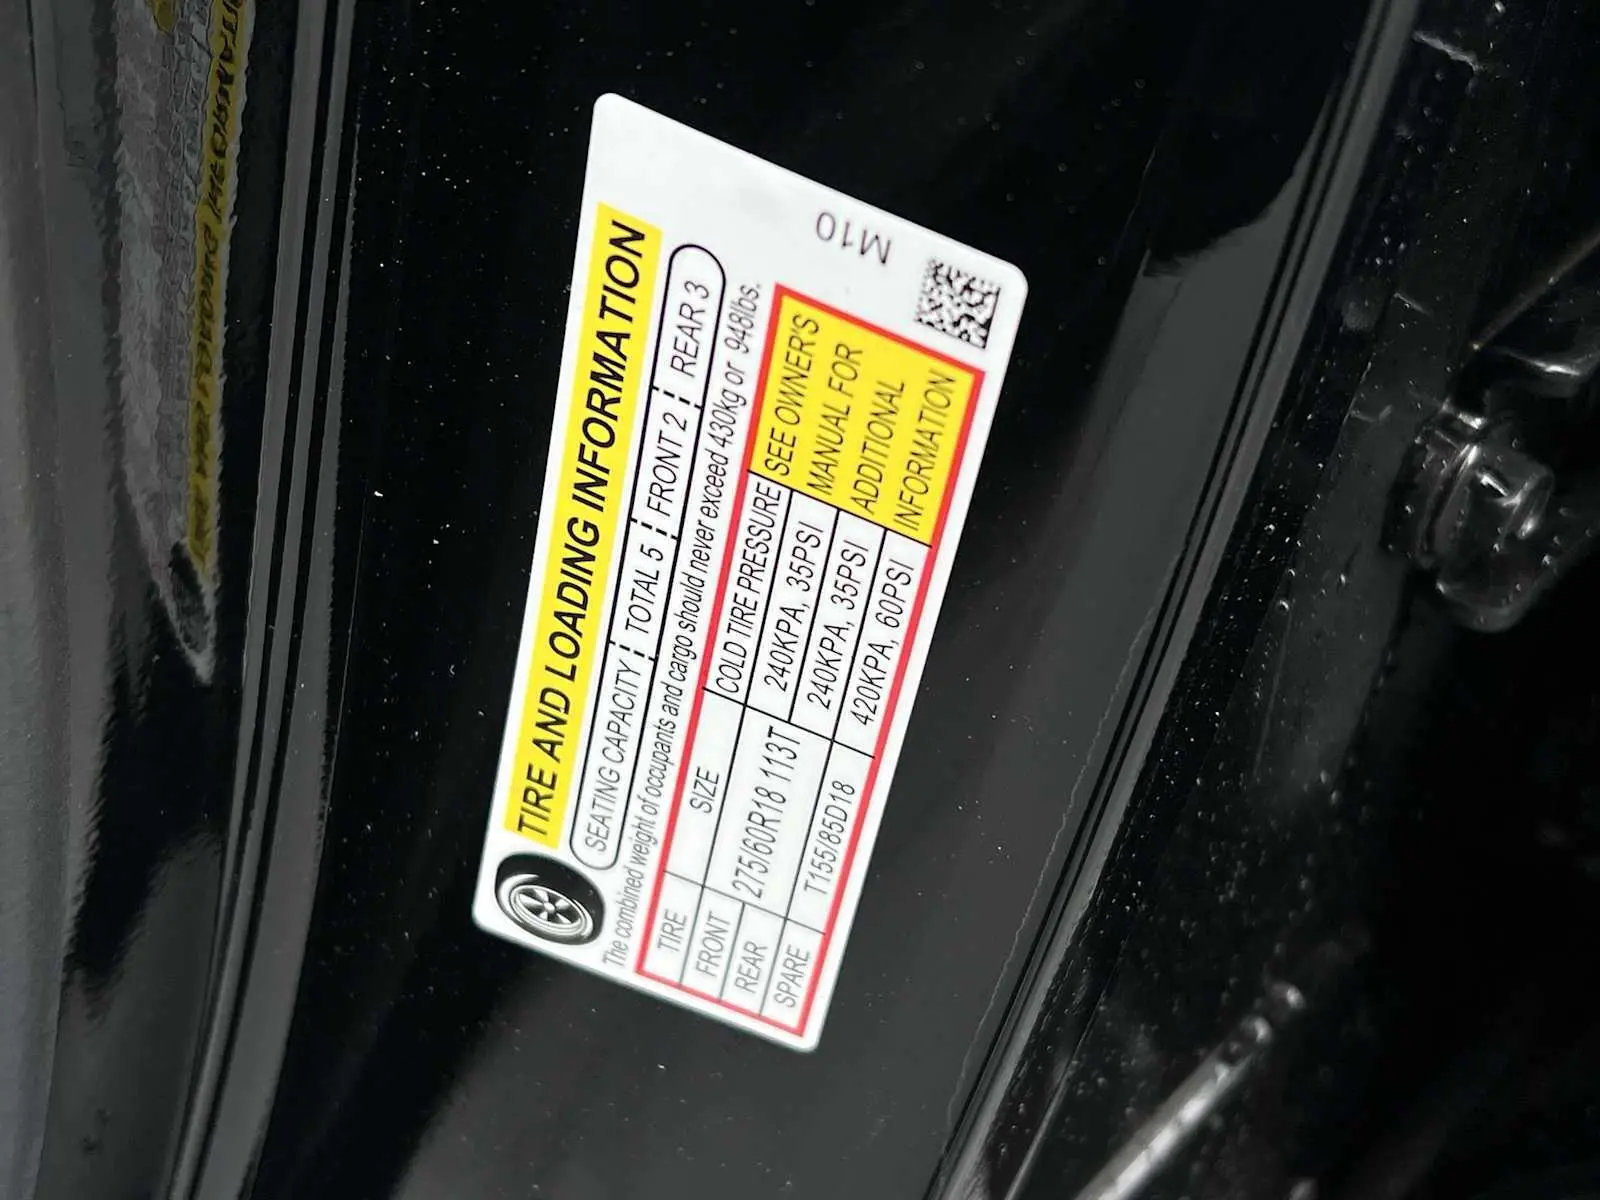 TIRE AND LOADING INFORMATION
SEATING CAPACITY TOTAL 5 FRONT 2 REAR 3
The combined weight of occupants and cargo should never exceed 430kg or 948lbs.
TIRE SIZE COLD TIRE PRESSURE
FRONT 275/60R18 113T 240KPA, 35PSI
REAR 240KPA, 35PSI
SPARE T155/85D18 420KPA, 60PSI
SEE OWNER'S
MANUAL FOR
ADDITIONAL
INFORMATION
M10